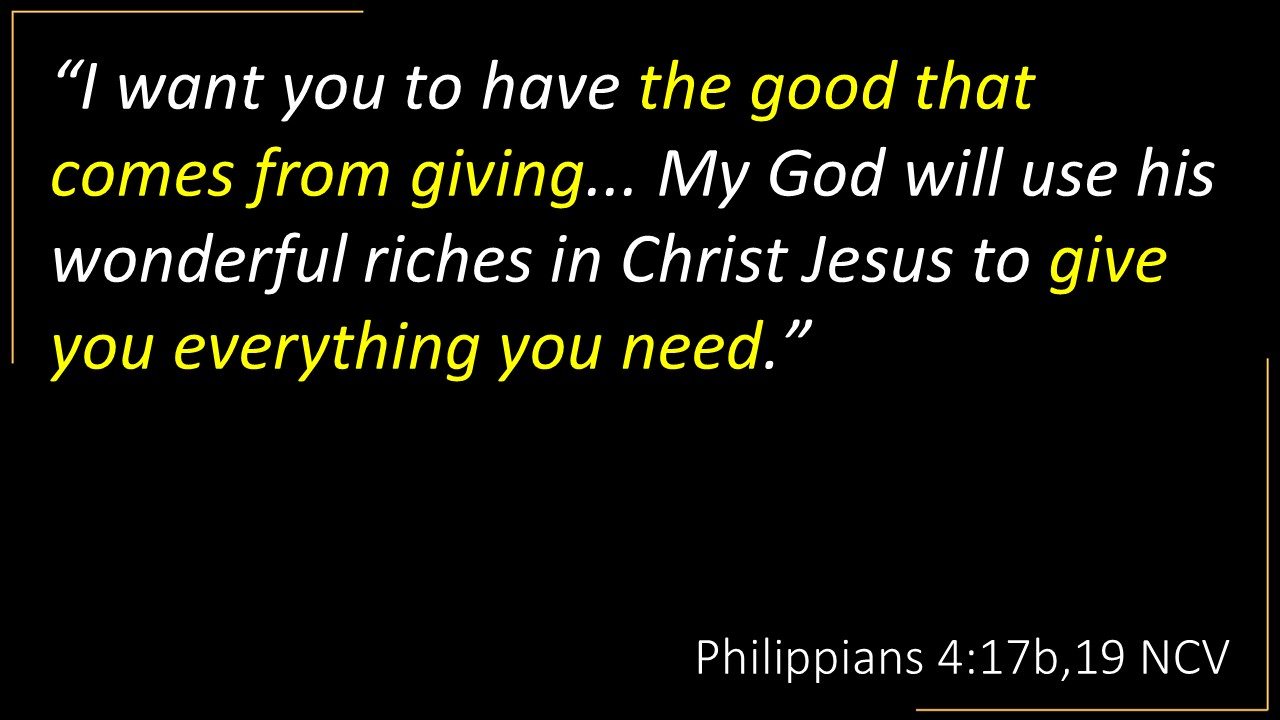 “I want you to have the good that
comes from giving... My God will use his
wonderful riches in Christ Jesus to give
you everything you need.”
Philippians 4:17b,19 NCV